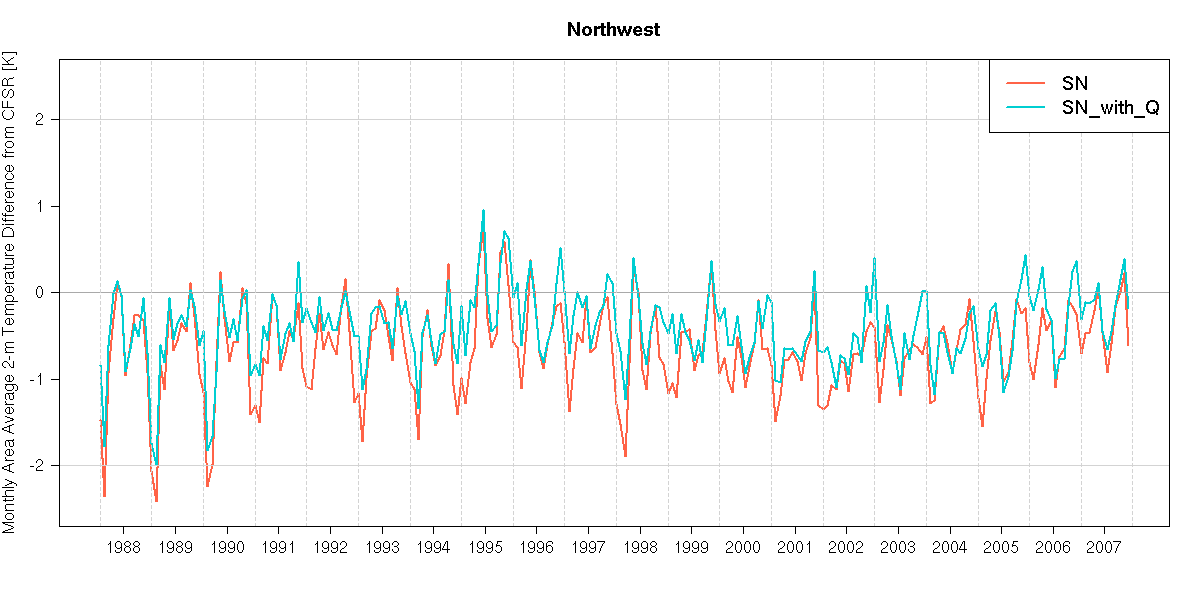 Northwest
Monthly Area Average 2-m Temperature Difference from CFSR [K]
SN
SN_with_Q
2
1
0
-1
-2
1988 1989 1990 1991 1992 1993 1994 1995 1996 1997 1998 1999 2000 2001 2002 2003 2004 2005 2006 2007